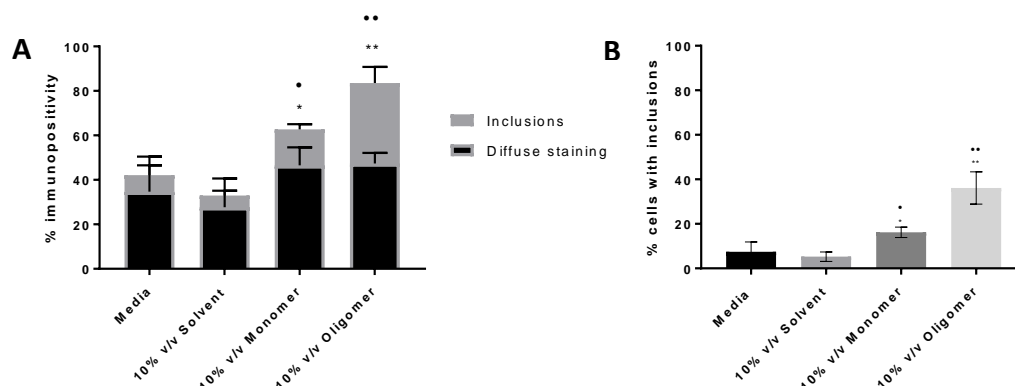 A
% immunopositivity
100
80
60
40
20
0
•
*
••
**
Media
10% v/v Solvent
10% v/v Monomer
10% v/v Oligomer
Inclusions
Diffuse staining
B
% cells with inclusions
100
80
60
40
20
0
•
*
••
**
Media
10% v/v Solvent
10% v/v Monomer
10% v/v Oligomer